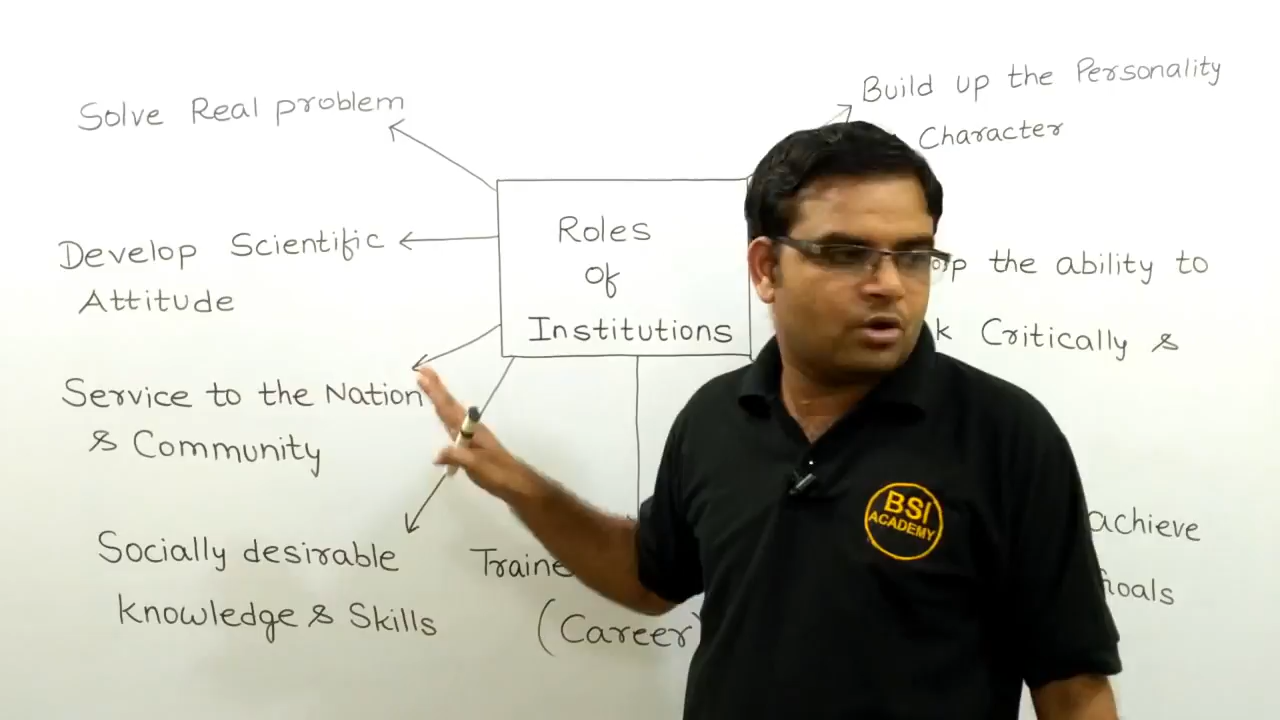 Solve Real problem
Build up the Personality
Character
Develop Scientific
Attitude
Roles
of
Institutions
the ability to
Critically &
Service to the Nation
& Community
Socially desirable
knowledge & Skills
(Career)
achieve
BSI
ACADEMY